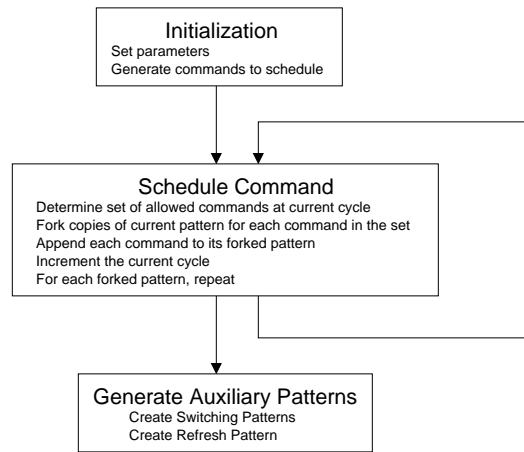 Initialization
Set parameters
Generate commands to schedule
Schedule Command
Determine set of allowed commands at current cycle
Fork copies of current pattern for each command in the set
Append each command to its forked pattern
Increment the current cycle
For each forked pattern, repeat
Generate Auxiliary Patterns
Create Switching Patterns
Create Refresh Pattern